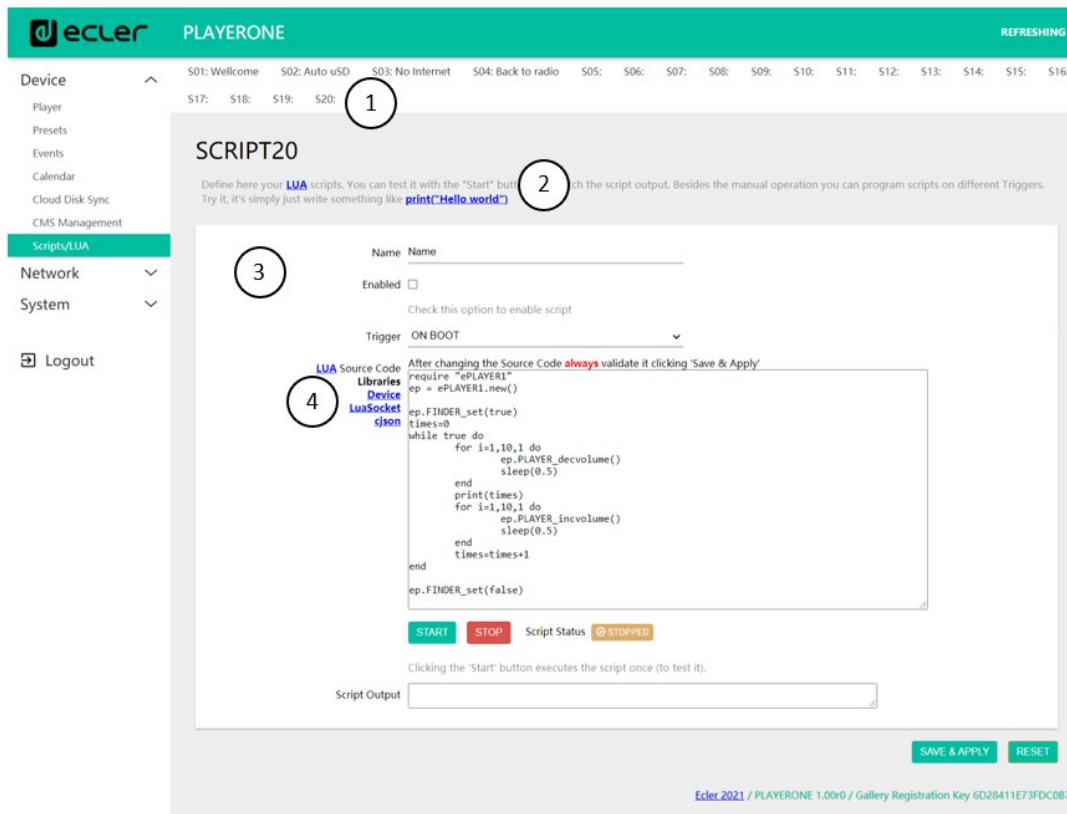 ecler
PLAYERONE
REFRESHING
Device
Player
Presets
Events
Calendar
Cloud Disk Sync
CMS Management
Scripts/LUA
Network
System
Logout
S01: Wellcome S02: Auto uSD S03: No Internet S04: Back to radio S05: S06: S07: S08: S09: S10: S11: S12: S13: S14: S15: S16:
S17: S18: S19: S20:
1
SCRIPT20
Define here your LUA scripts. You can test it with the "Start" the script output. Besides the manual operation you can program scripts on different Triggers.
Try it, it's simply just write something like print("Hello world")
2
3
Name Name
Enabled
Check this option to enable script
Trigger ON BOOT
LUA Source Code
Libraries
Device
LuaSocket
cjson
4
After changing the Source Code always validate it clicking 'Save & Apply'
require "ePLAYER1"
ep = ePLAYER1.new()
ep.FINDER_set(true)
times=0
while true do
for i=1,10,1 do
ep.PLAYER_decvolume()
sleep(0.5)
end
print(times)
for i=1,10,1 do
ep.PLAYER_incvolume()
sleep(0.5)
end
times=times+1
end
ep.FINDER_set(false)
START STOP Script Status STOPPED
Clicking the 'Start' button executes the script once (to test it).
Script Output
SAVE & APPLY RESET
Ecler 2021 / PLAYERONE 1.00r0 / Gallery Registration Key